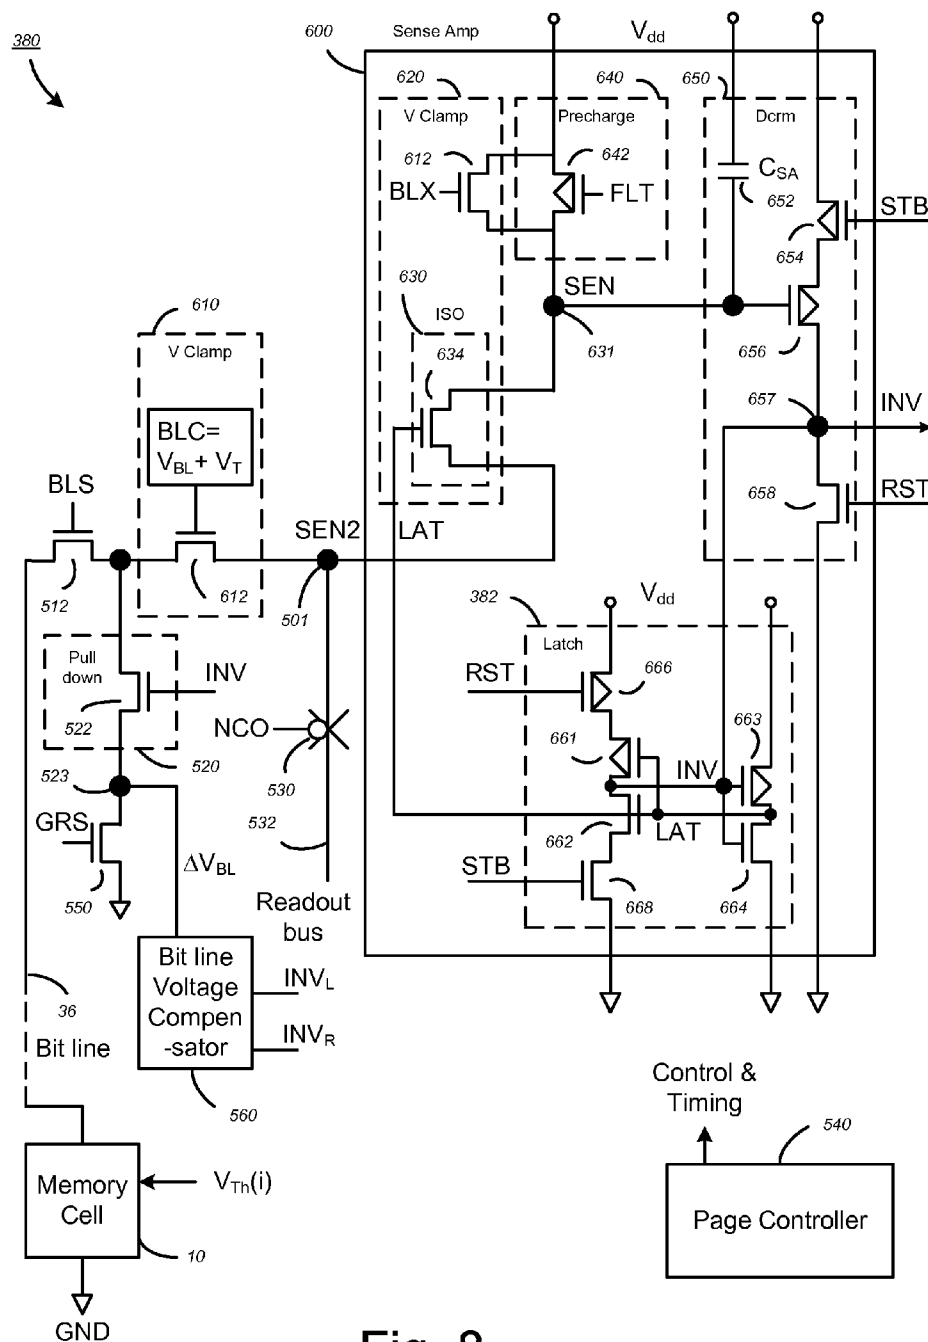 380
600
Sense Amp
Vdd
620
640
650
V Clamp
Precharge
Dcrm
612
642
BLX
FLT
CSA
652
STB
654
SEN
630
ISO
631
656
610
634
V Clamp
657
INV
BLC=
VBL + VT
658
RST
BLS
SEN2
LAT
512
612
501
382
Vdd
Latch
Pull
down
INV
RST
666
522
NCO
661
663
520
INV
523
530
GRS
532
662
LAT
ΔVBL
STB
550
Readout
bus
668
664
Bit line
Voltage
Compen
-sator
INVL
36
INVR
Bit line
560
Control &
Timing
540
Memory
Cell
VTh(i)
Page Controller
10
GND
Fig. 8